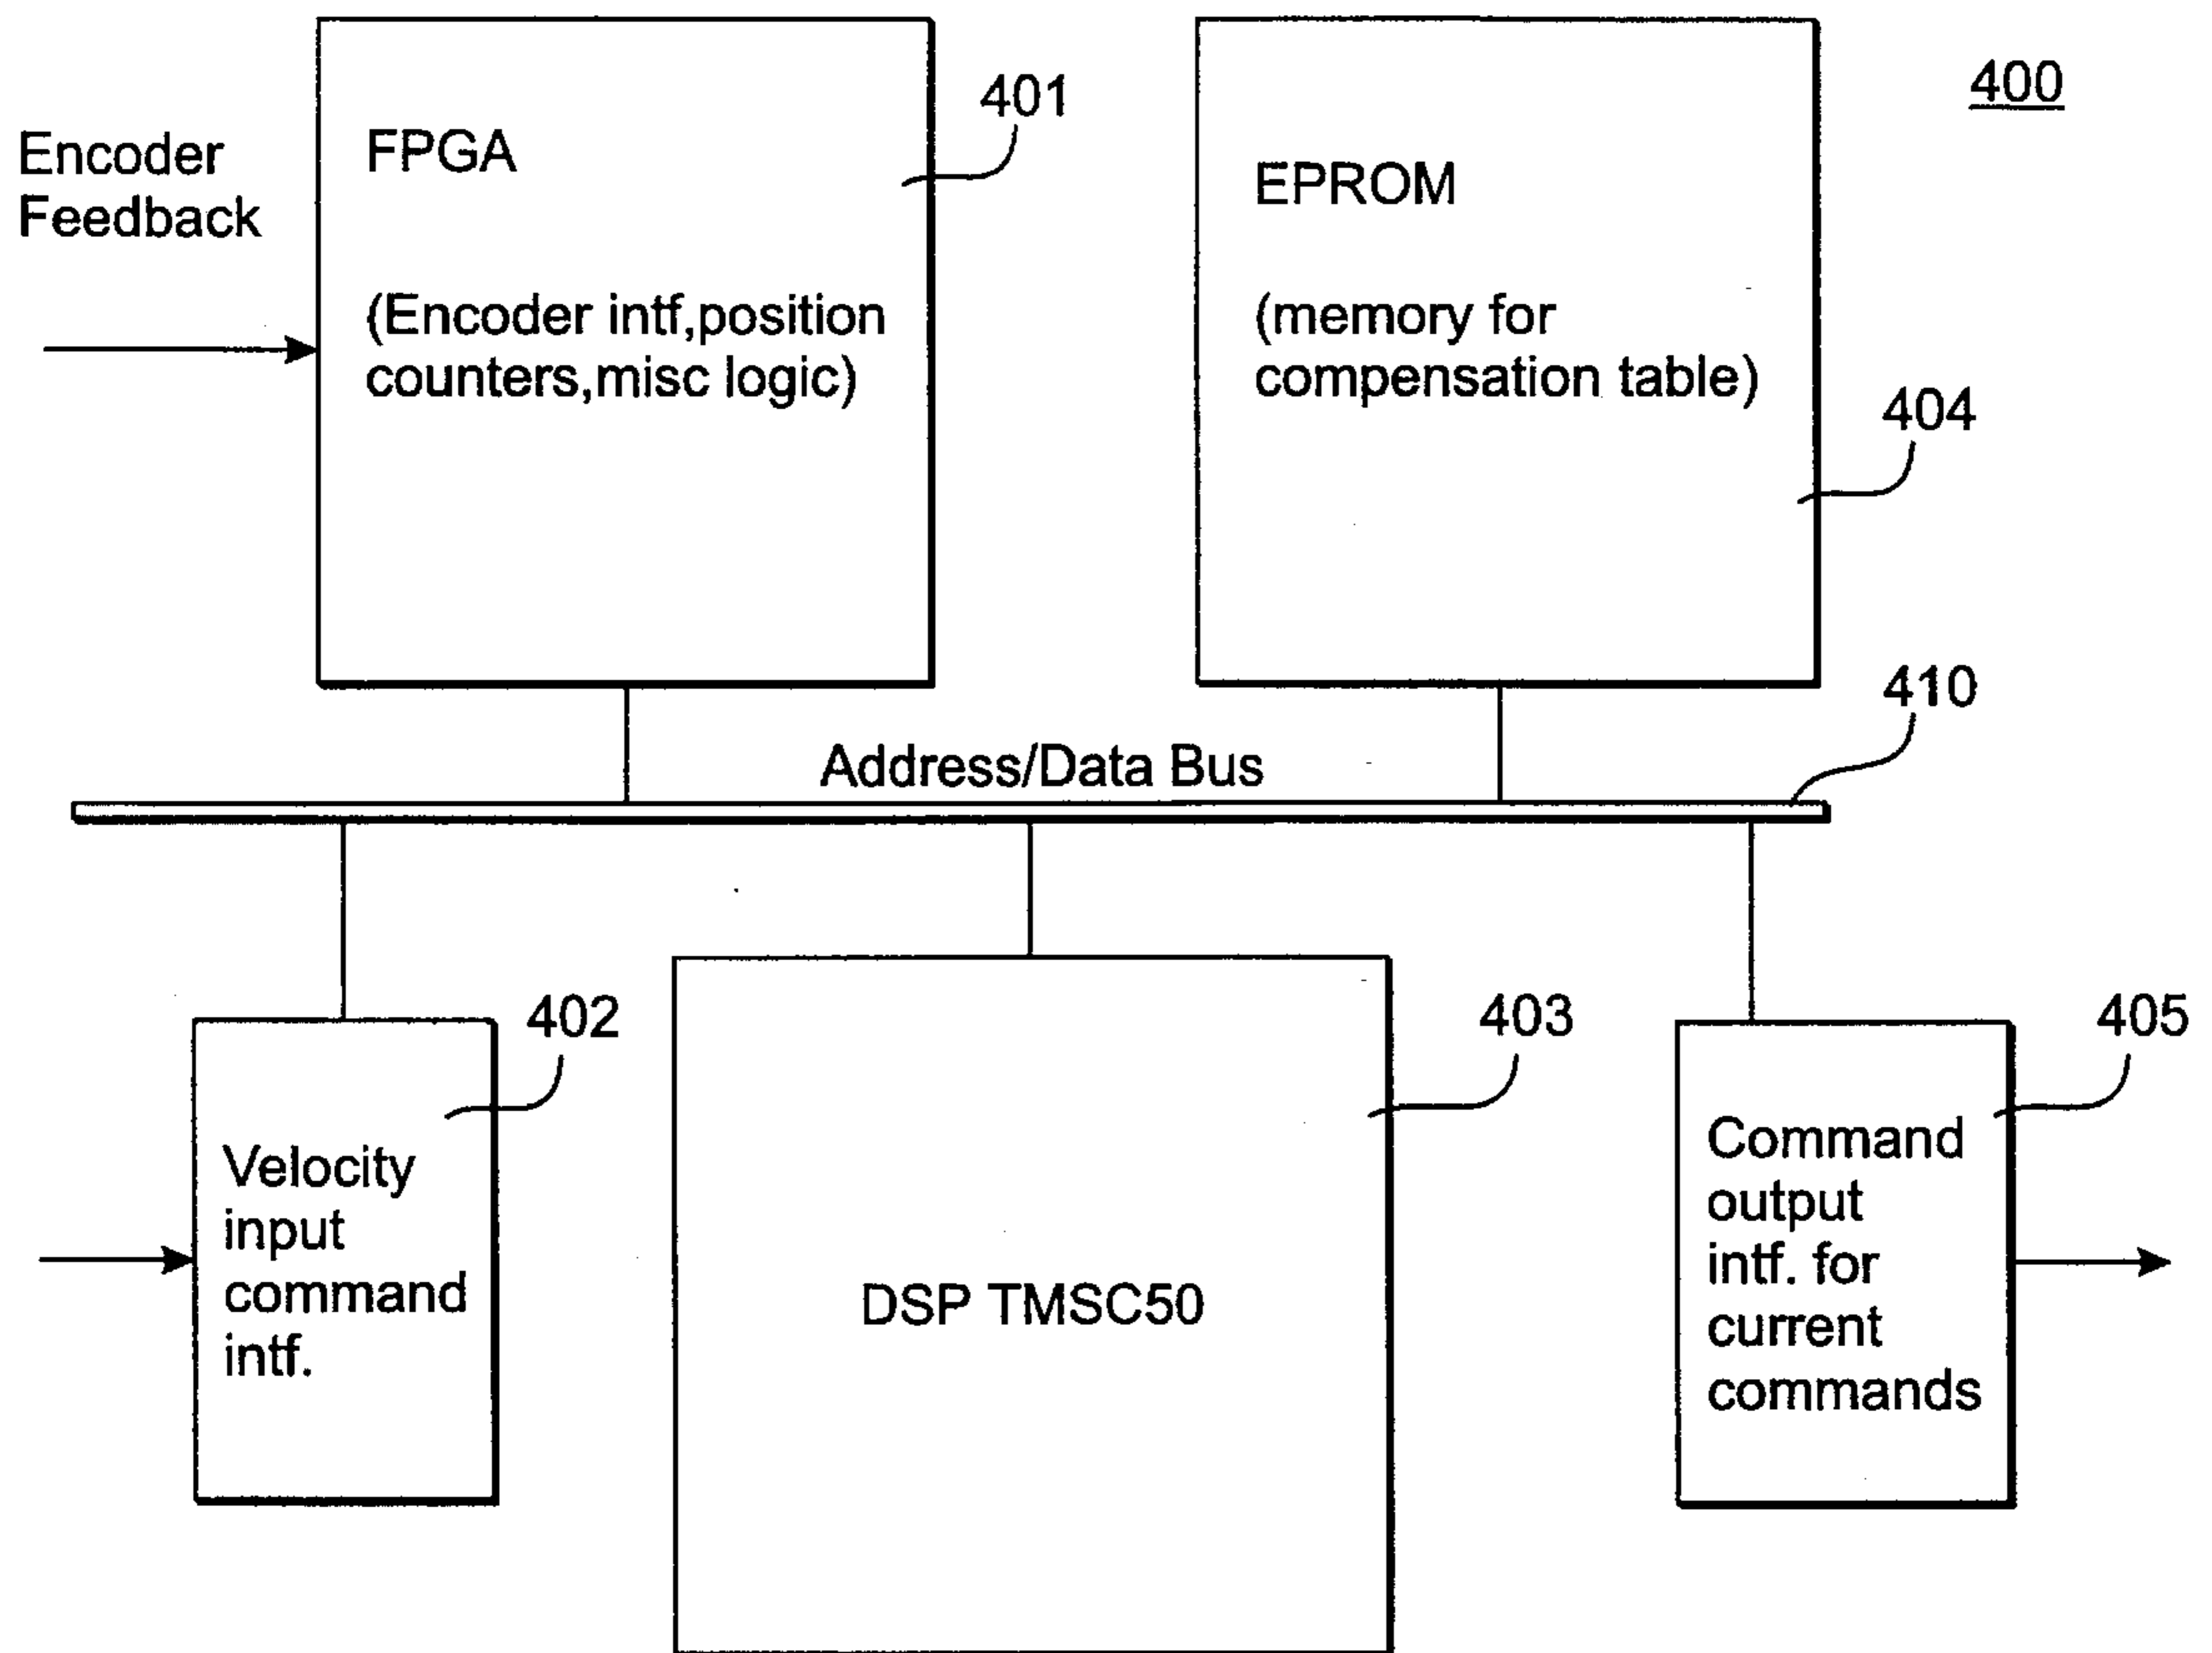 400
401
Encoder
Feedback
FPGA
(Encoder intf,position
counters,misc logic)
EPROM
(memory for
compensation table)
404
410
Address/Data Bus
402
Velocity
input
command
intf.
403
DSP TMSC50
405
Command
output
intf. for
current
commands